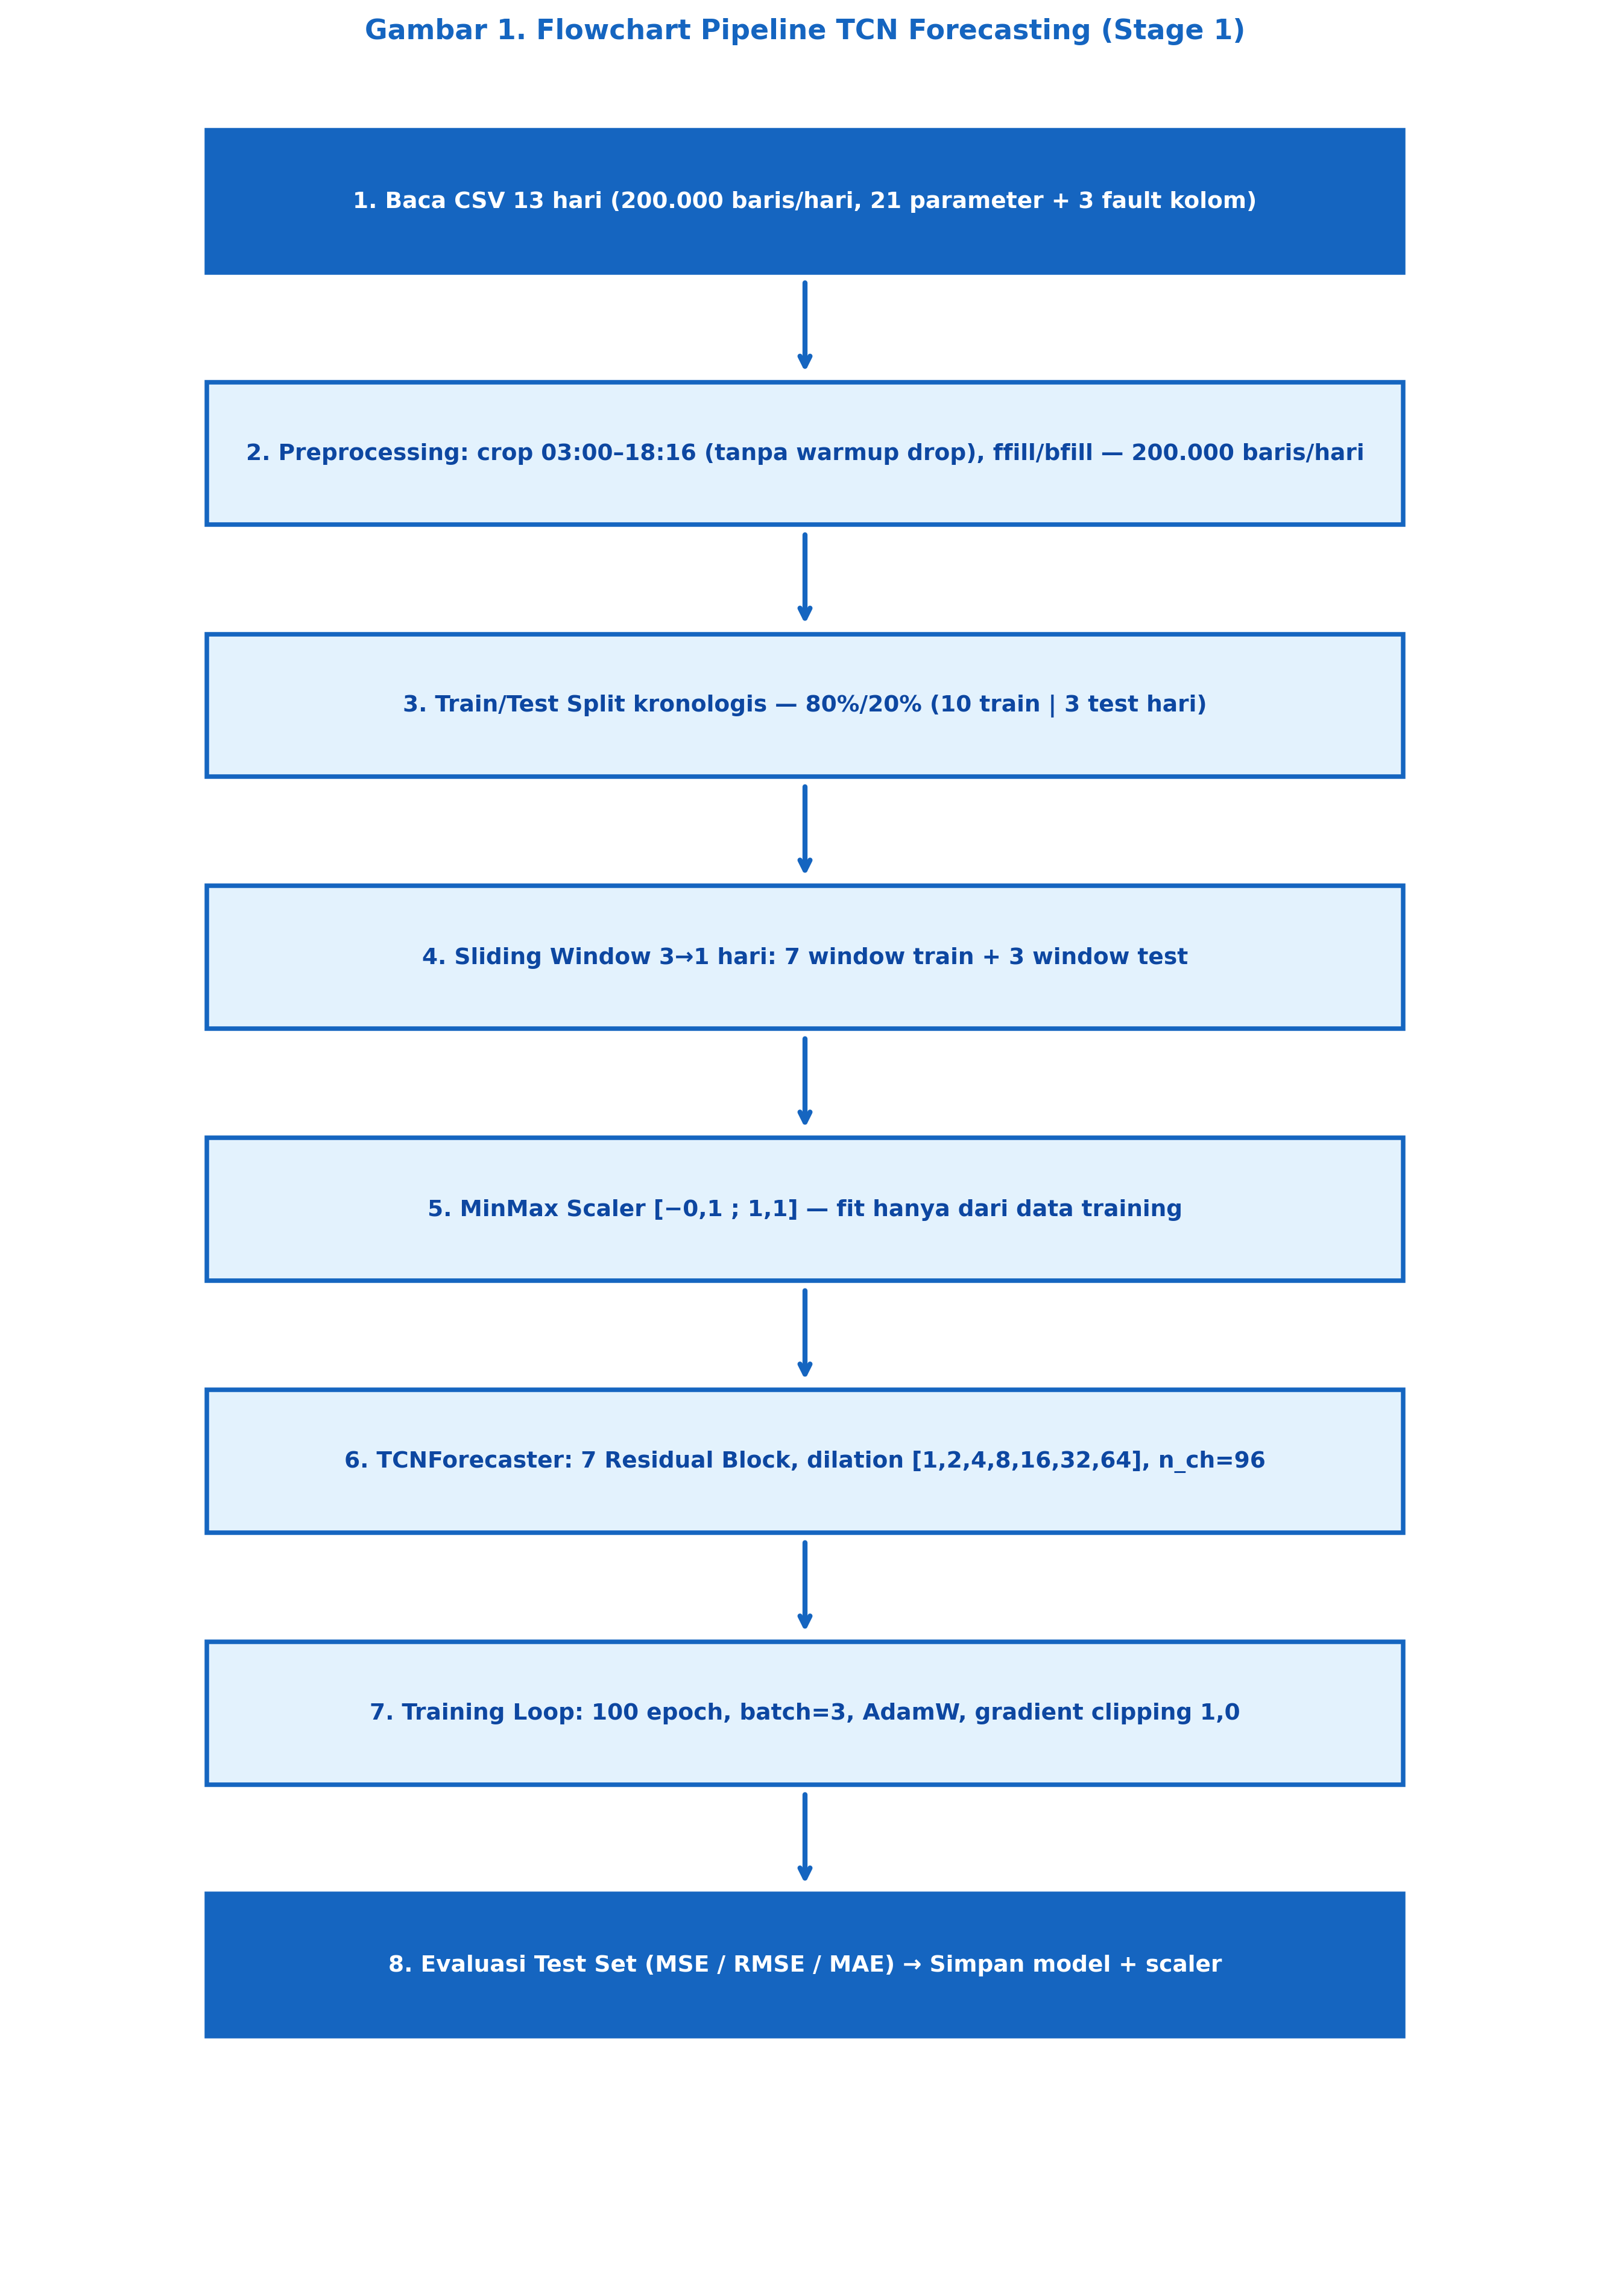 Gambar 1. Flowchart Pipeline TCN Forecasting (Stage 1)
1. Baca CSV 13 hari (200.000 baris/hari, 21 parameter + 3 fault kolom)
2. Preprocessing: crop 03:00–18:16 (tanpa warmup drop), ffill/bfill — 200.000 baris/hari
3. Train/Test Split kronologis — 80%/20% (10 train | 3 test hari)
4. Sliding Window 3→1 hari: 7 window train + 3 window test
5. MinMax Scaler [−0,1 ; 1,1] — fit hanya dari data training
6. TCNForecaster: 7 Residual Block, dilation [1,2,4,8,16,32,64], n_ch=96
7. Training Loop: 100 epoch, batch=3, AdamW, gradient clipping 1,0
8. Evaluasi Test Set (MSE / RMSE / MAE) → Simpan model + scaler